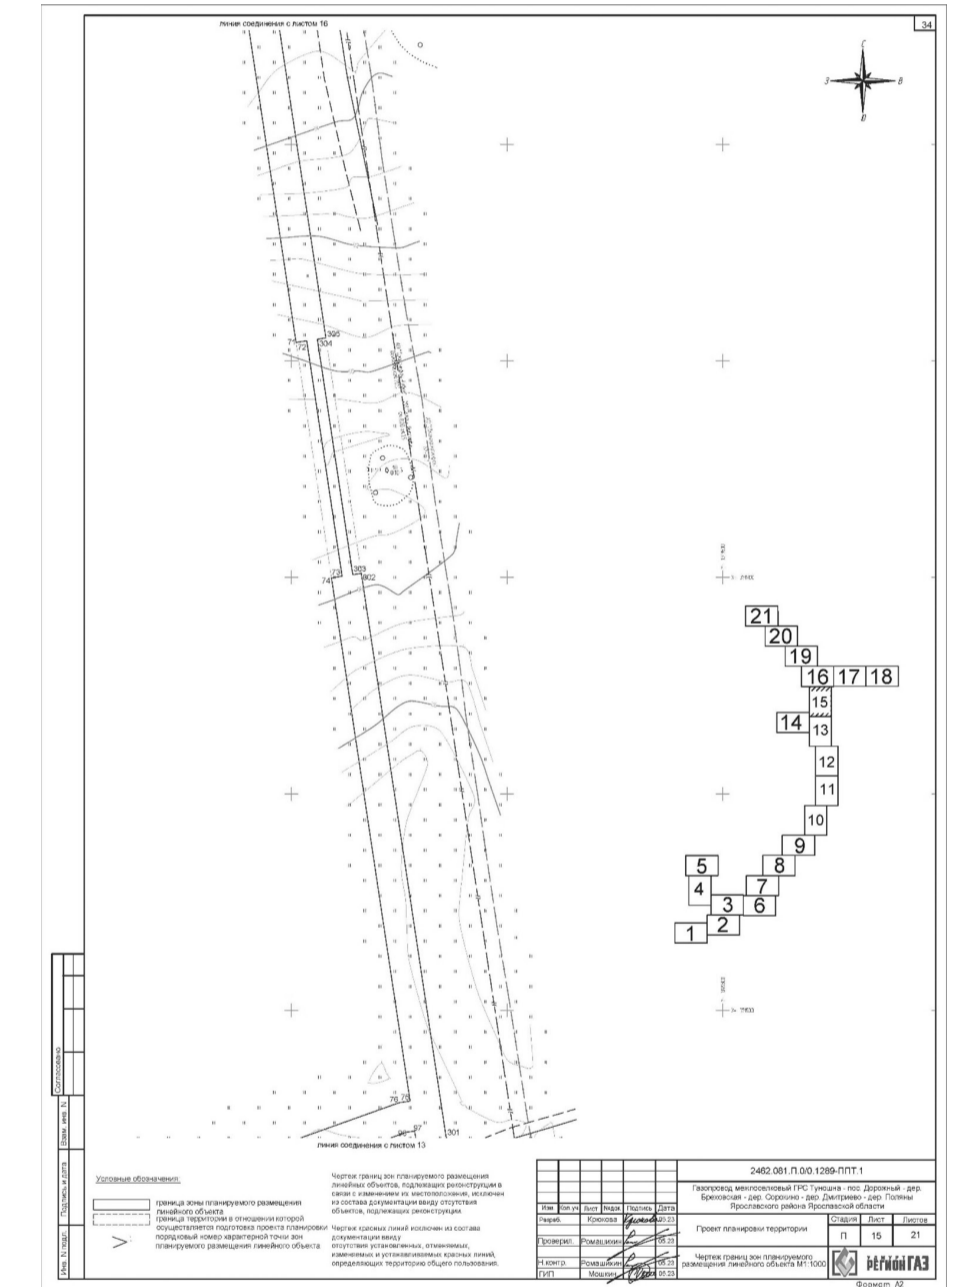 линия соединения с листом 16
34
С
З
В
Ю
305
71
72
304
73
303
74
302
21
20
19
16
17
18
15
14
13
12
11
10
9
5
8
4
7
3
6
2
1
76
75
97
301
линия соединения с листом 13
Согласовано
Взам. инв. N
Подпись и дата
Инв. N подл.
Условные обозначения:
граница зоны планируемого размещения
линейного объекта
граница территории в отношении которой
осуществляется подготовка проекта планировки
порядковый номер характерной точки зон
планируемого размещения линейного объекта
Чертеж границ зон планируемого размещения
линейных объектов, подлежащих реконструкции в
связи с изменением их местоположения, исключен
из состава документации ввиду отсутствия
объектов, подлежащих реконструкции.
Чертеж красных линий исключен из состава
документации ввиду
отсутствия установленных, отменяемых,
изменяемых и устанавливаемых красных линий,
определяющих территорию общего пользования.
2462.081.П.0/0.1289-ППТ.1
Газопровод межпоселковый ГРС Туношна - пос. Дорожный - дер.
Бреховская - дер. Сорокино - дер. Дмитриево - дер. Поляны
Ярославского района Ярославской области
Изм. Кол.уч. Лист №док. Подпись Дата
Разраб. Крюкова 05.23
Проверил. Ромашихин 05.23
Н.контр. Ромашихин 05.23
ГИП Мошкин 05.23
Проект планировки территории
Стадия Лист Листов
П 15 21
Чертеж границ зон планируемого
размещения линейного объекта М1:1000
РЕГИОНГАЗ
Формат А2